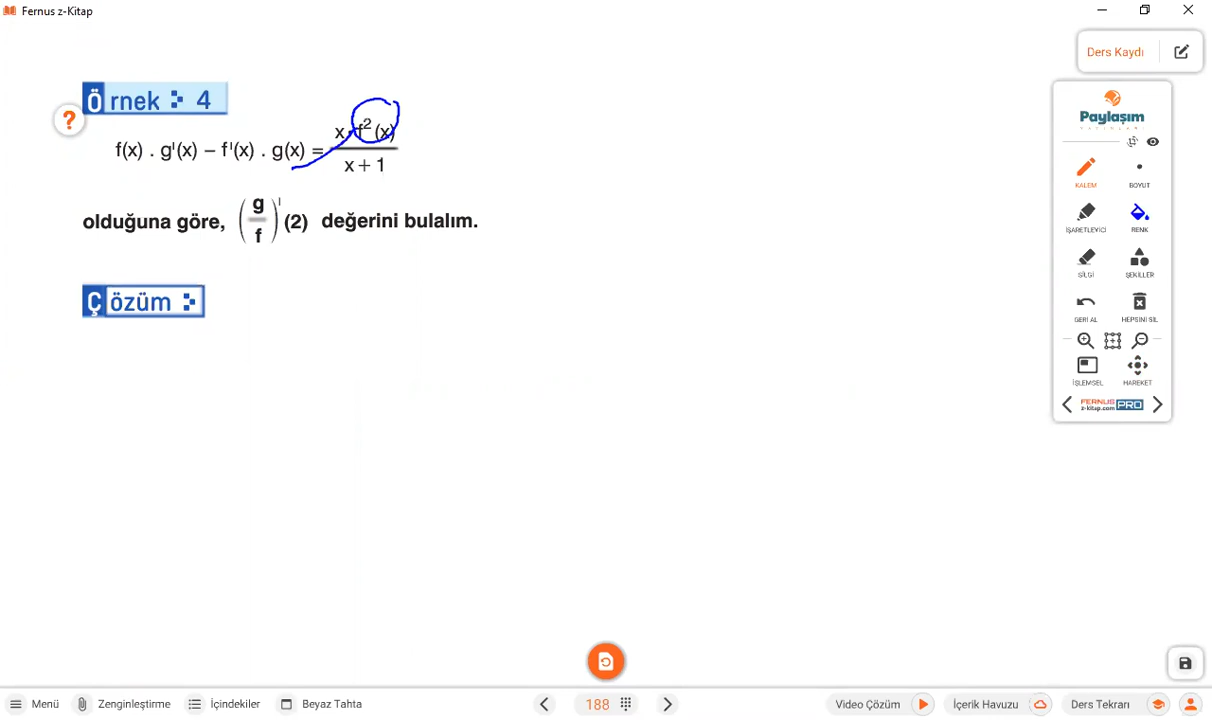 Fernus z-Kitap
Ders Kaydı
Örnek 4
f(x) . g'(x) – f'(x) . g(x) = x . f²(x) / x + 1
olduğuna göre, (g/f)' (2) değerini bulalım.
Çözüm
Paylaşım
YAYINLARI
KALEM
BOYUT
İŞARETLEYİCİ
RENK
SİLGİ
ŞEKİLLER
GERİ AL
HEPSİNİ SİL
İŞLEMSEL
HAREKET
FERNUS
z-kitap.com PRO
Menü
Zenginleştirme
İçindekiler
Beyaz Tahta
188
Video Çözüm
İçerik Havuzu
Ders Tekrarı